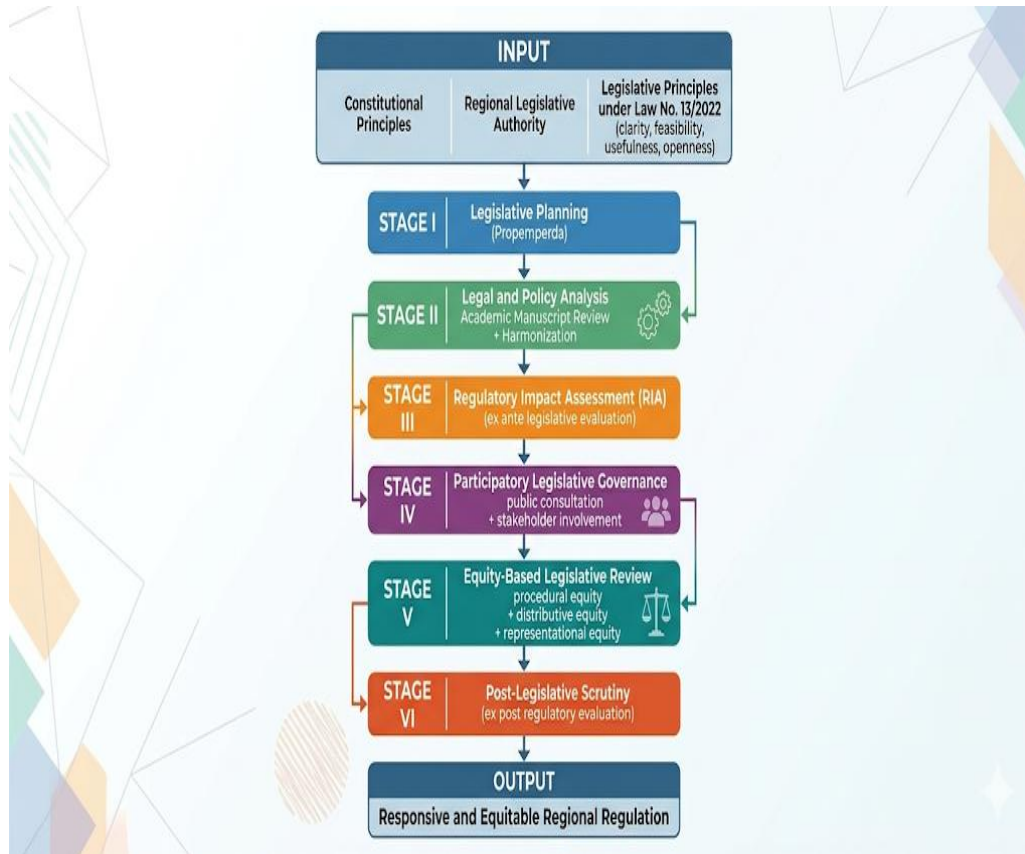 INPUT
Constitutional
Principles
Regional Legislative
Authority
Legislative Principles
under Law No. 13/2022
(clarity, feasibility,
usefulness, openness)
STAGE I
Legislative Planning
(Propemperda)
STAGE II
Legal and Policy Analysis
Academic Manuscript Review
+ Harmonization
STAGE
III
Regulatory Impact Assessment (RIA)
(ex ante legislative evaluation)
STAGE
IV
Participatory Legislative Governance
public consultation
+ stakeholder involvement
STAGE
V
Equity-Based Legislative Review
procedural equity
+ distributive equity
+ representational equity
STAGE
VI
Post-Legislative Scrutiny
(ex post regulatory evaluation)
OUTPUT
Responsive and Equitable Regional Regulation